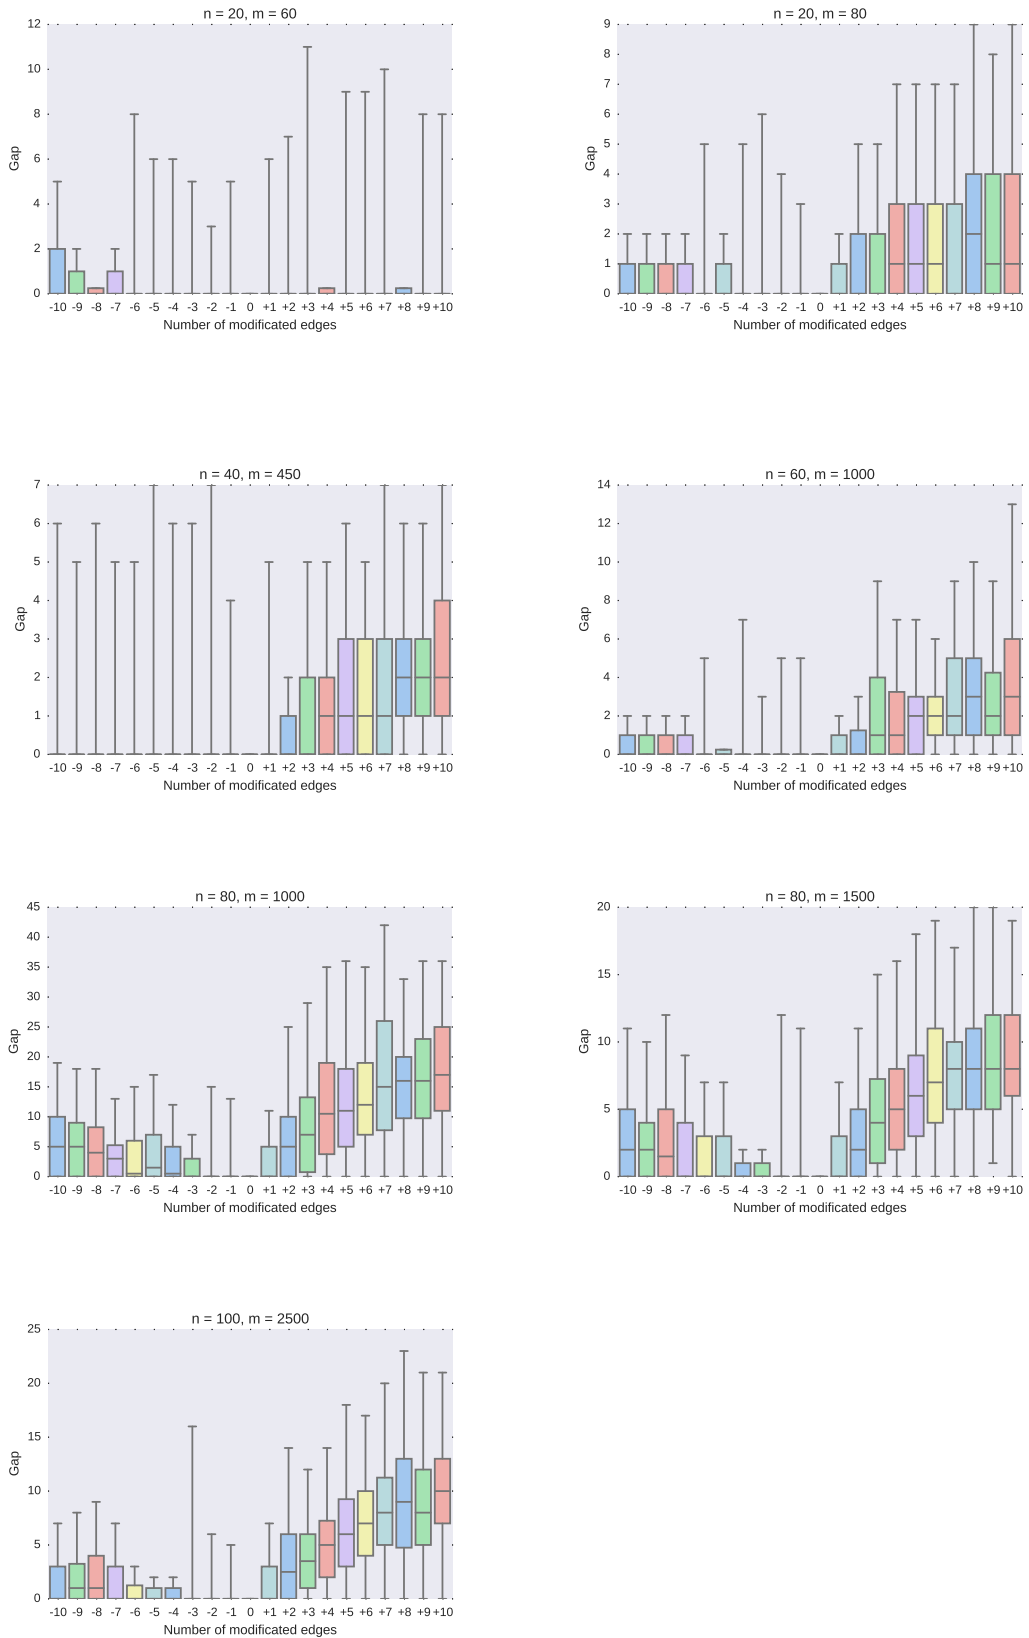 n = 20, m = 60
12
10
8
6
4
2
0
Gap
-10 -9 -8 -7 -6 -5 -4 -3 -2 -1 0 +1 +2 +3 +4 +5 +6 +7 +8 +9 +10
Number of modificated edges
n = 20, m = 80
9
8
7
6
5
4
3
2
1
0
Gap
-10 -9 -8 -7 -6 -5 -4 -3 -2 -1 0 +1 +2 +3 +4 +5 +6 +7 +8 +9 +10
Number of modificated edges
n = 40, m = 450
7
6
5
4
3
2
1
0
Gap
-10 -9 -8 -7 -6 -5 -4 -3 -2 -1 0 +1 +2 +3 +4 +5 +6 +7 +8 +9 +10
Number of modificated edges
n = 60, m = 1000
14
12
10
8
6
4
2
0
Gap
-10 -9 -8 -7 -6 -5 -4 -3 -2 -1 0 +1 +2 +3 +4 +5 +6 +7 +8 +9 +10
Number of modificated edges
n = 80, m = 1000
45
40
35
30
25
20
15
10
5
0
Gap
-10 -9 -8 -7 -6 -5 -4 -3 -2 -1 0 +1 +2 +3 +4 +5 +6 +7 +8 +9 +10
Number of modificated edges
n = 80, m = 1500
20
15
10
5
0
Gap
-10 -9 -8 -7 -6 -5 -4 -3 -2 -1 0 +1 +2 +3 +4 +5 +6 +7 +8 +9 +10
Number of modificated edges
n = 100, m = 2500
25
20
15
10
5
0
Gap
-10 -9 -8 -7 -6 -5 -4 -3 -2 -1 0 +1 +2 +3 +4 +5 +6 +7 +8 +9 +10
Number of modificated edges